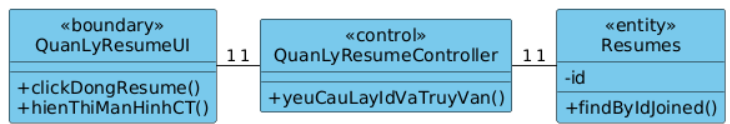 «boundary»
QuanLyResumeUI
+clickDongResume()
+hienThiManHinhCT()
1 1
«control»
QuanLyResumeController
+yeuCauLayIdVaTruyVan()
1 1
«entity»
Resumes
-id
+findByIdJoined()